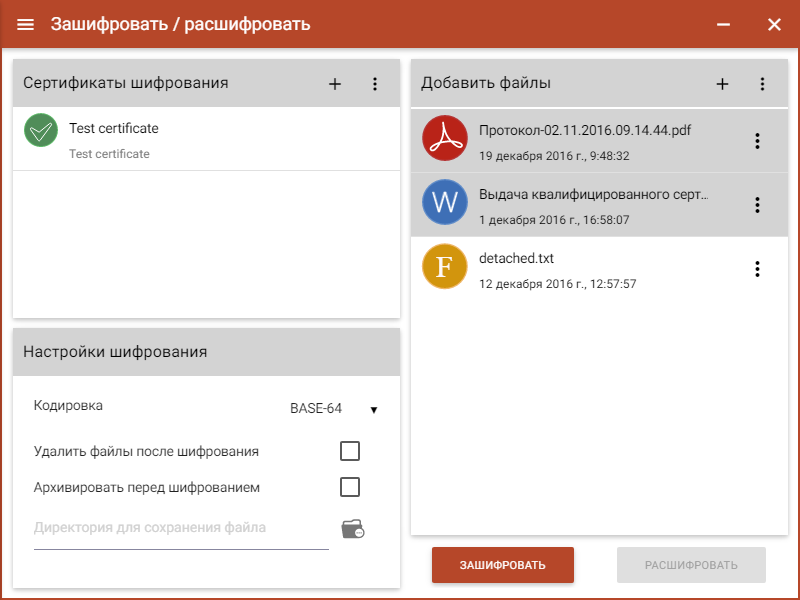 Зашифровать / расшифровать
Сертификаты шифрования
Test certificate
Test certificate
Настройки шифрования
Кодировка
BASE-64
Удалить файлы после шифрования
Архивировать перед шифрованием
Директория для сохранения файла
Добавить файлы
Протокол-02.11.2016.09.14.44.pdf
19 декабря 2016 г., 9:48:32
W
Выдача квалифицированного серт...
1 декабря 2016 г., 16:58:07
F
detached.txt
12 декабря 2016 г., 12:57:57
ЗАШИФРОВАТЬ
РАСШИФРОВАТЬ